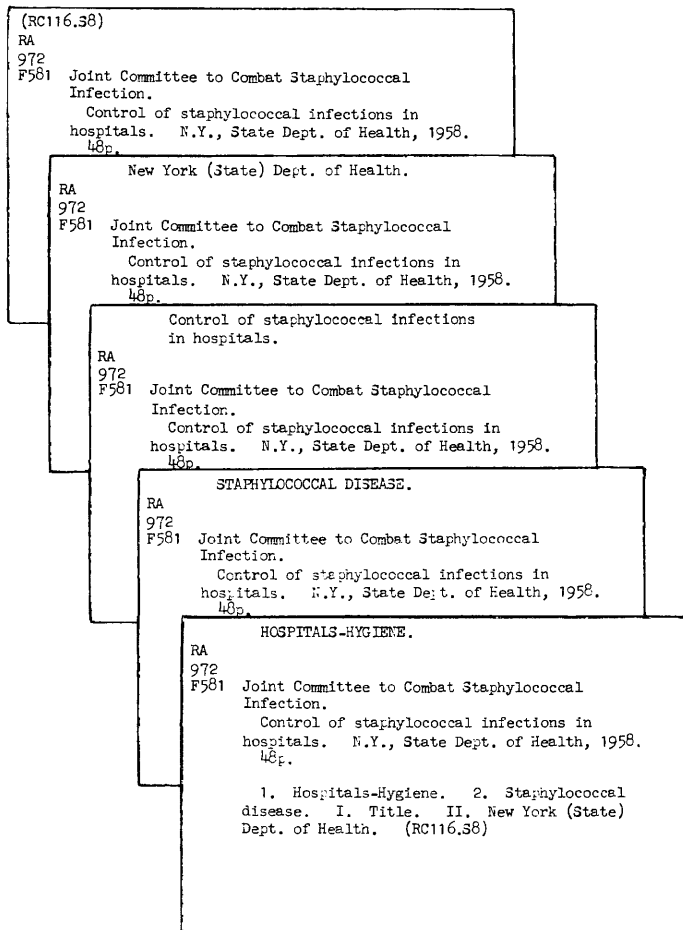 (RC116.S8)
RA
972
F581 Joint Committee to Combat Staphylococcal
Infection.
Control of staphylococcal infections in
hospitals. N.Y., State Dept. of Health, 1958.
48p.
New York (State) Dept. of Health.
RA
972
F581 Joint Committee to Combat Staphylococcal
Infection.
Control of staphylococcal infections in
hospitals. N.Y., State Dept. of Health, 1958.
48p.
Control of staphylococcal infections
in hospitals.
RA
972
F581 Joint Committee to Combat Staphylococcal
Infection.
Control of staphylococcal infections in
hospitals. N.Y., State Dept. of Health, 1958.
48p.
STAPHYLOCOCCAL DISEASE.
RA
972
F581 Joint Committee to Combat Staphylococcal
Infection.
Control of staphylococcal infections in
hospitals. N.Y., State Dept. of Health, 1958.
48p.
HOSPITALS-HYGIENE.
RA
972
F581 Joint Committee to Combat Staphylococcal
Infection.
Control of staphylococcal infections in
hospitals. N.Y., State Dept. of Health, 1958.
48p.
1. Hospitals-Hygiene. 2. Staphylococcal
disease. I. Title. II. New York (State)
Dept. of Health. (RC116.S8)